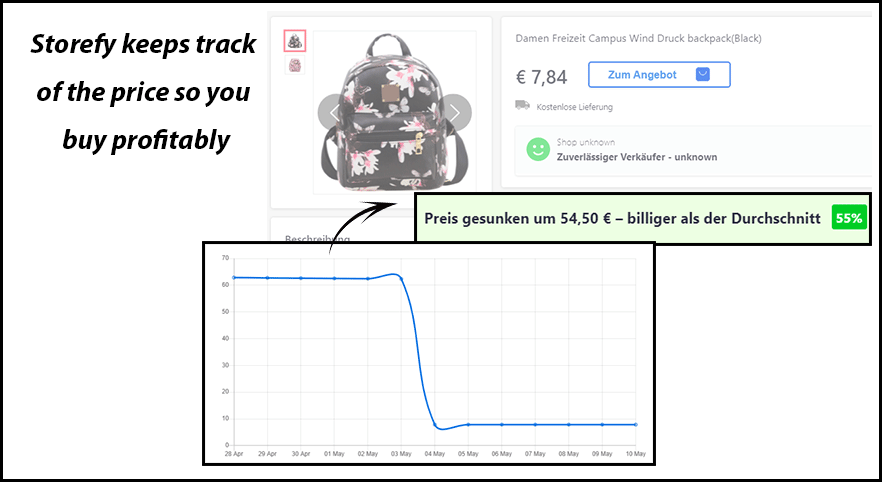 Storefy keeps track
of the price so you
buy profitably
Damen Freizeit Campus Wind Druck backpack(Black)
€ 7,84
Zum Angebot
Kostenlose Lieferung
Shop unknown
Zuverlässiger Verkäufer - unknown
Preis gesunken um 54,50 € – billiger als der Durchschnitt 55%
Beschreibung
70
60
50
40
30
20
10
0
28 Apr 29 Apr 30 Apr 01 May 02 May 03 May 04 May 05 May 06 May 07 May 08 May 09 May 10 May